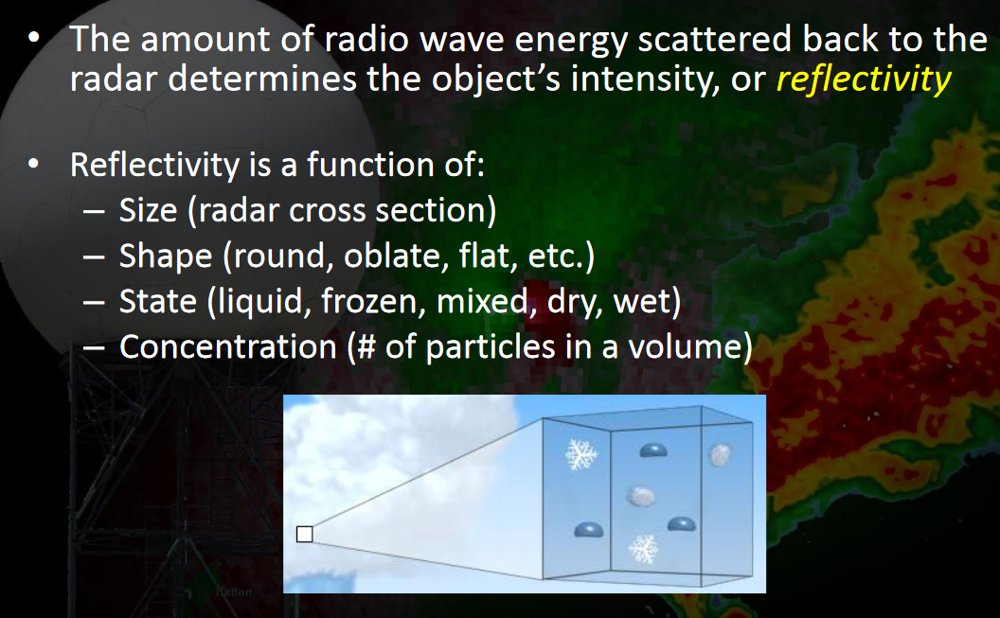 • The amount of radio wave energy scattered back to the
radar determines the object’s intensity, or reflectivity
• Reflectivity is a function of:
– Size (radar cross section)
– Shape (round, oblate, flat, etc.)
– State (liquid, frozen, mixed, dry, wet)
– Concentration (# of particles in a volume)